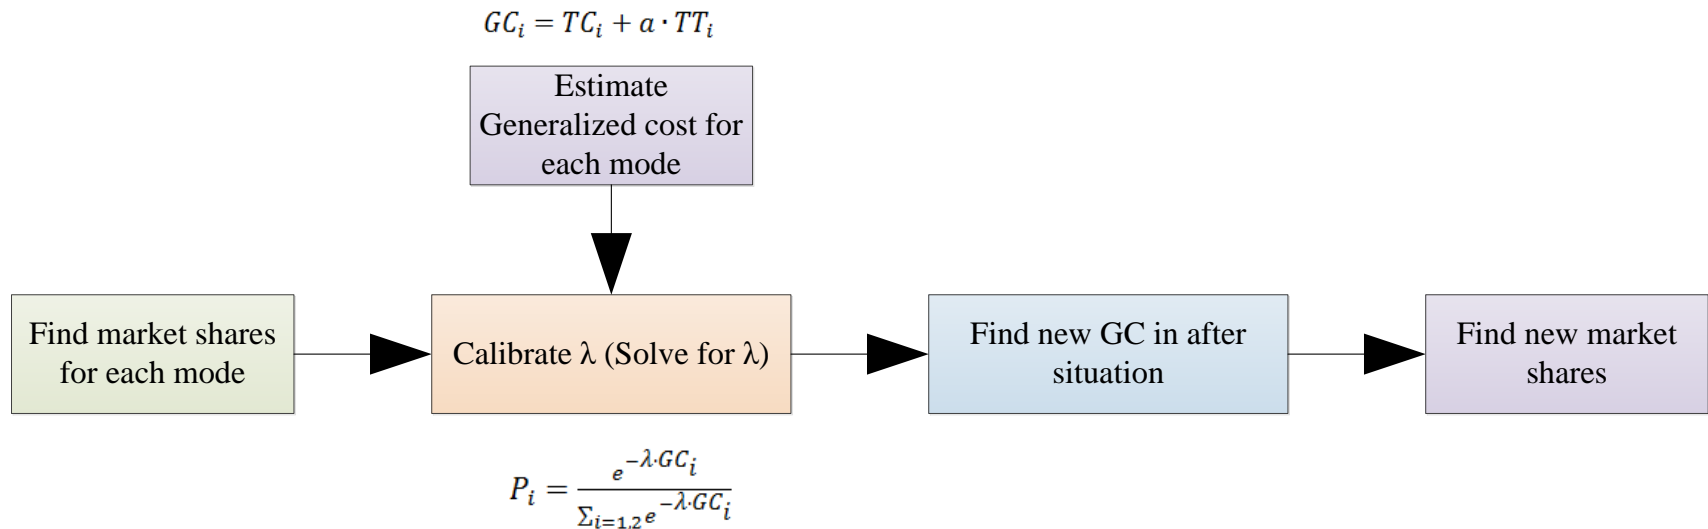 GC_i = TC_i + a · TT_i
Estimate
Generalized cost for
each mode
Find market shares
for each mode
Calibrate λ (Solve for λ)
Find new GC in after
situation
Find new market
shares
P_i = e^{-λ·GC_i} / ∑_{i=1,2} e^{-λ·GC_i}